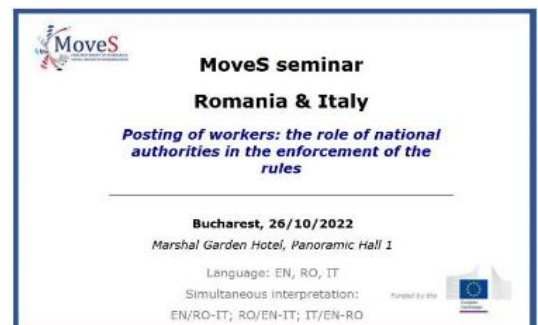 MoveS
MoveS seminar
Romania & Italy
Posting of workers: the role of national
authorities in the enforcement of the
rules
Bucharest, 26/10/2022
Marshal Garden Hotel, Panoramic Hall 1
Language: EN, RO, IT
Simultaneous interpretation:
Funded by the
EN/RO-IT; RO/EN-IT; IT/EN-RO
European
Commission